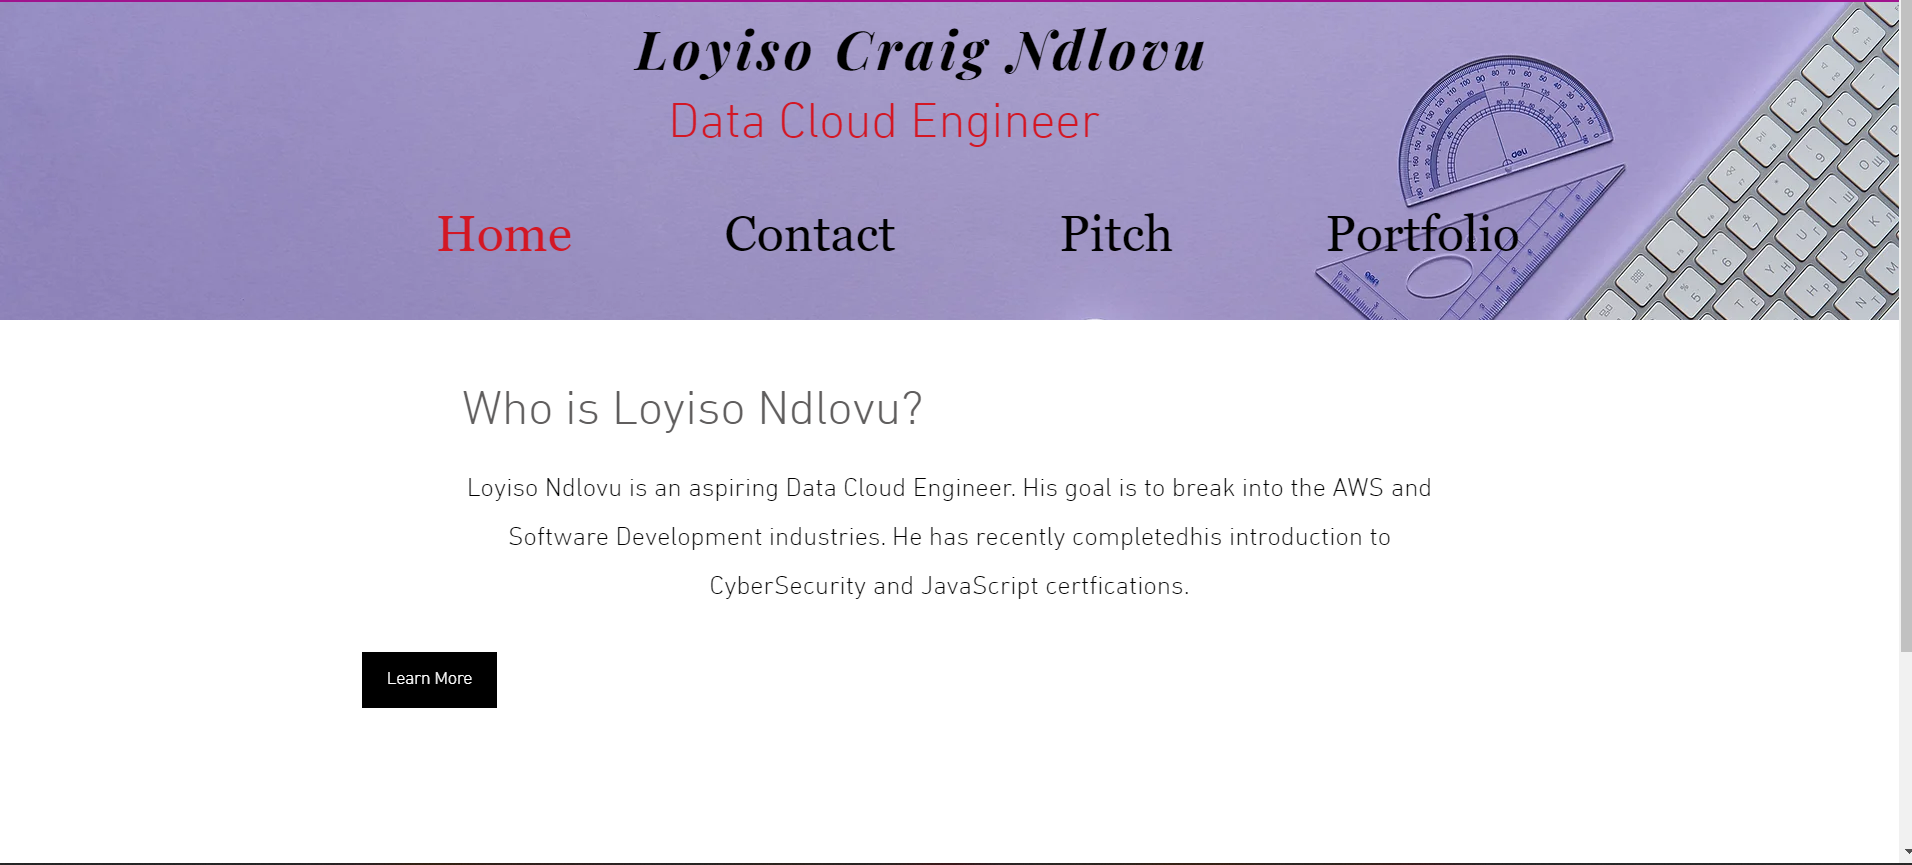 Loyiso Craig Ndlovu
Data Cloud Engineer
Home Contact Pitch Portfolio
Who is Loyiso Ndlovu?
Loyiso Ndlovu is an aspiring Data Cloud Engineer. His goal is to break into the AWS and
Software Development industries. He has recently completedhis introduction to
CyberSecurity and JavaScript certfications.
Learn More